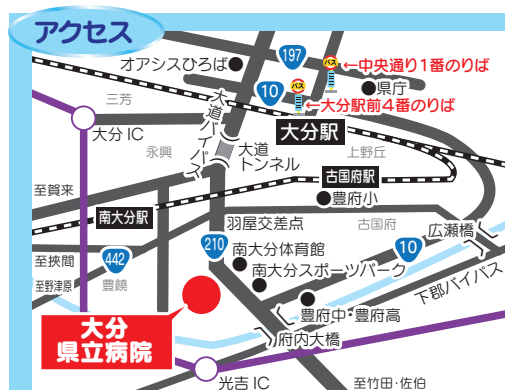 アクセス
197
オアシスひろば
バス
←中央通り1番のりば
県庁
10
バス
←大分駅前4番のりば
三芳
大道バイパス
大分IC
大分駅
永興
大道
トンネル
上野丘
古国府駅
至賀来
豊府小
南大分駅
羽屋交差点
古国府
広瀬橋
210
10
至挾間
442
南大分体育館
至野津原
豊饒
南大分スポーツパーク
下郡バイパス
大分
県立病院
豊府中・豊府高
府内大橋
光吉IC
至竹田・佐伯